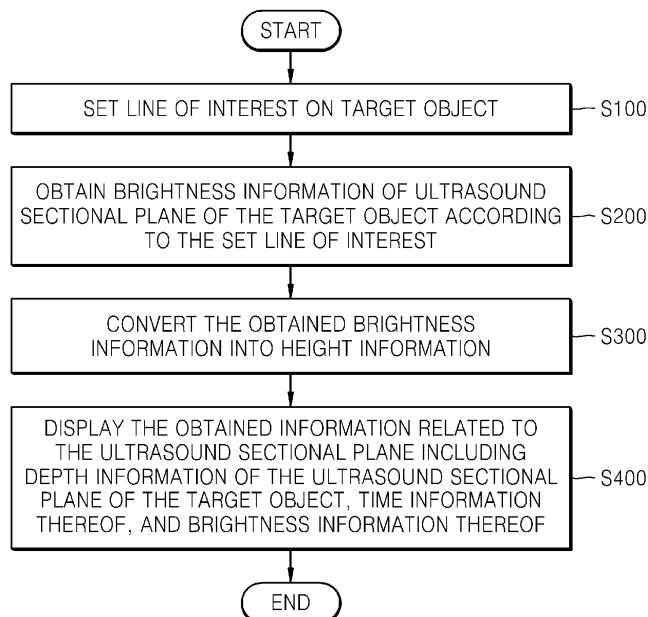 START
SET LINE OF INTEREST ON TARGET OBJECT
S100
OBTAIN BRIGHTNESS INFORMATION OF ULTRASOUND
SECTIONAL PLANE OF THE TARGET OBJECT ACCORDING
TO THE SET LINE OF INTEREST
S200
CONVERT THE OBTAINED BRIGHTNESS
INFORMATION INTO HEIGHT INFORMATION
S300
DISPLAY THE OBTAINED INFORMATION RELATED TO
THE ULTRASOUND SECTIONAL PLANE INCLUDING
DEPTH INFORMATION OF THE ULTRASOUND SECTIONAL
PLANE OF THE TARGET OBJECT, TIME INFORMATION
THEREOF, AND BRIGHTNESS INFORMATION THEREOF
S400
END